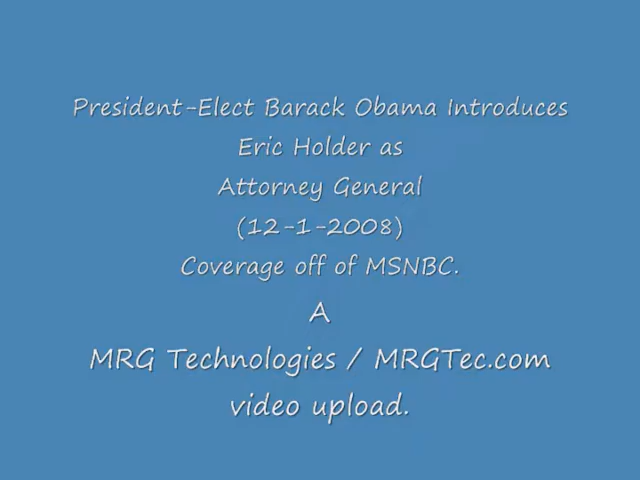 President-Elect Barack Obama Introduces
Eric Holder as
Attorney General
(12-1-2008)
Coverage off of MSNBC.
A
MRG Technologies / MRGTec.com
video upload.